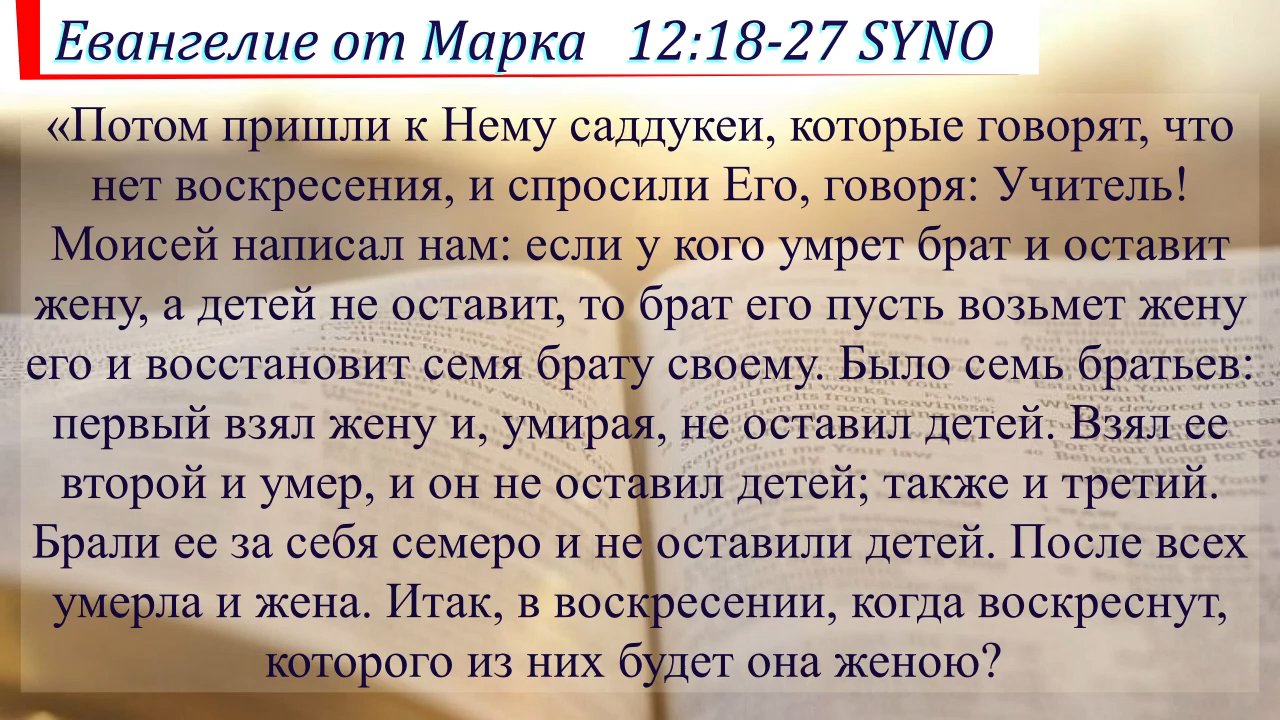 Евангелие от Марка 12:18-27 SYNO
«Потом пришли к Нему саддукеи, которые говорят, что
нет воскресения, и спросили Его, говоря: Учитель!
Моисей написал нам: если у кого умрет брат и оставит
жену, а детей не оставит, то брат его пусть возьмет жену
его и восстановит семя брату своему. Было семь братьев:
первый взял жену и, умирая, не оставил детей. Взял ее
второй и умер, и он не оставил детей; также и третий.
Брали ее за себя семеро и не оставили детей. После всех
умерла и жена. Итак, в воскресении, когда воскреснут,
которого из них будет она женою?